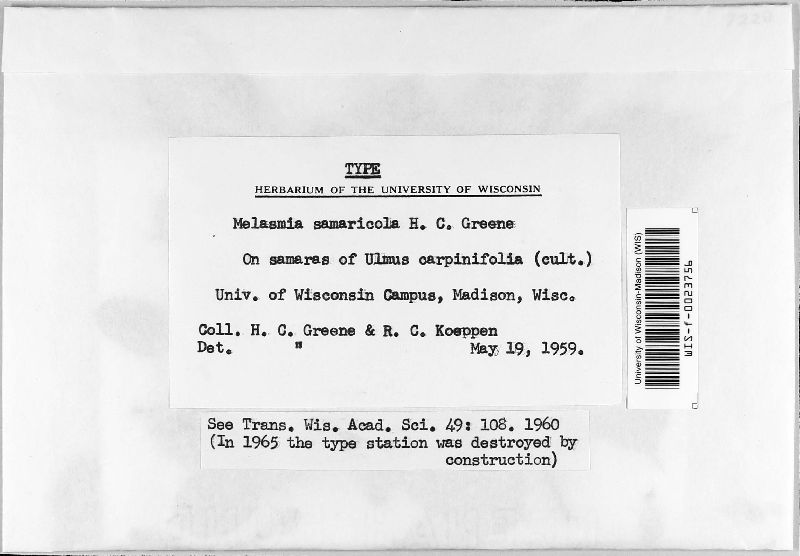 TYPE
HERBARIUM OF THE UNIVERSITY OF WISCONSIN
Melasmia samaricola H. C. Greene
On samaras of Ulmus carpinifolia (cult.)
Univ. of Wisconsin Campus, Madison, Wisc.
Coll. H. C. Greene & R. C. Koeppen
Det. " May 19, 1959.
See Trans. Wis. Acad. Sci. 49: 108. 1960
(In 1965 the type station was destroyed by
construction)
University of Wisconsin-Madison (WIS)
WIS-f-0023756